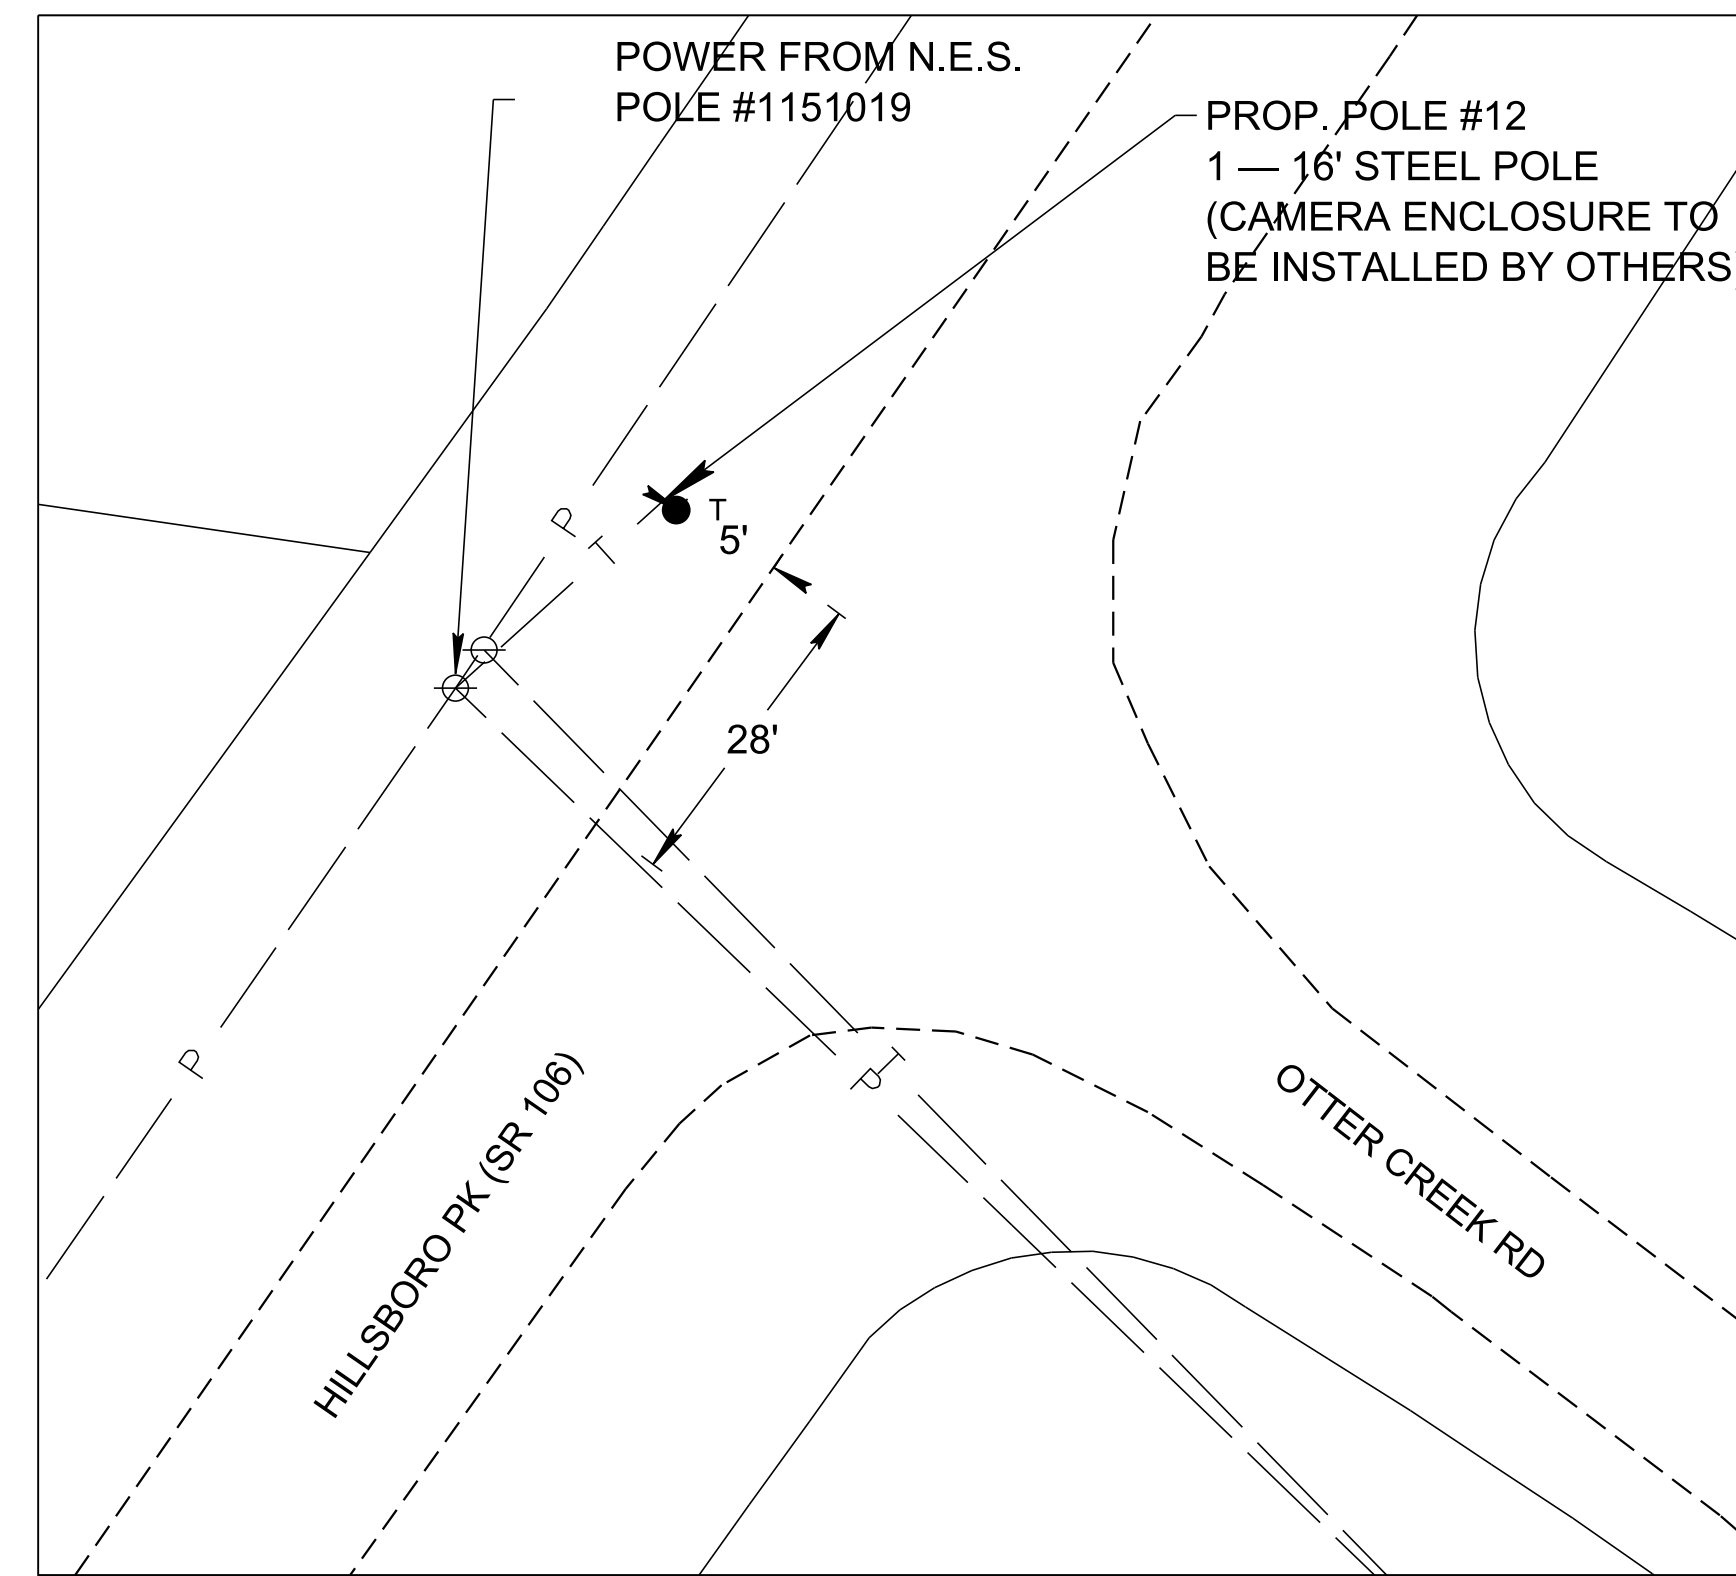 POWER FROM N.E.S.
POLE #1151019
PROP. POLE #12
1 — 16' STEEL POLE
(CAMERA ENCLOSURE TO
BE INSTALLED BY OTHERS)
P
T
T
5'
28'
P
T
P
HILLSBORO PK (SR 106)
OTTER CREEK RD